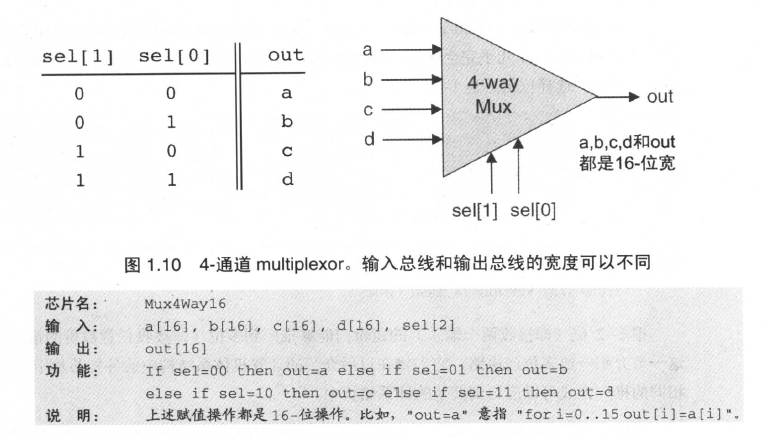 sel[1] sel[0] out
0 0 a
0 1 b
1 0 c
1 1 d
a
b
c
d
4-way
Mux
out
a,b,c,d和out
都是16-位宽
sel[1] sel[0]
图 1.10 4-通道 multiplexor。输入总线和输出总线的宽度可以不同
芯片名： Mux4Way16
输 入： a[16], b[16], c[16], d[16], sel[2]
输 出： out[16]
功 能： If sel=00 then out=a else if sel=01 then out=b
else if sel=10 then out=c else if sel=11 then out=d
说 明： 上述赋值操作都是16-位操作。比如，"out=a" 意指 "for i=0..15 out[i]=a[i]"。